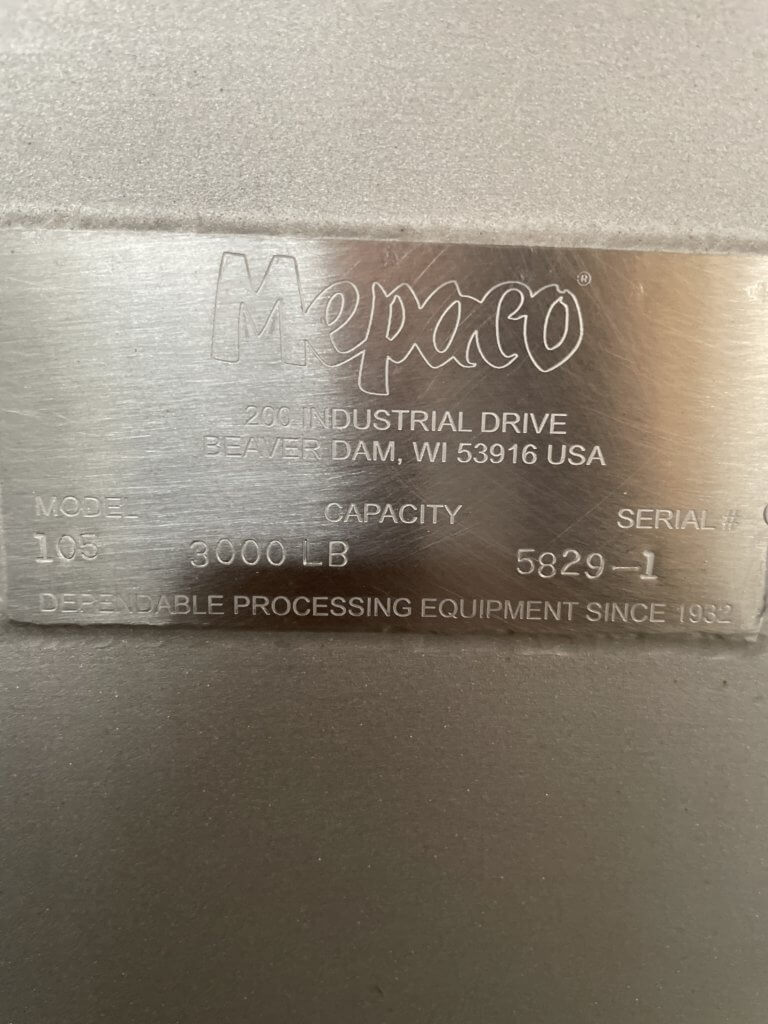 Mepaco®
200 INDUSTRIAL DRIVE
BEAVER DAM, WI 53916 USA
MODEL CAPACITY SERIAL #
105 3000 LB 5829-1
DEPENDABLE PROCESSING EQUIPMENT SINCE 1932